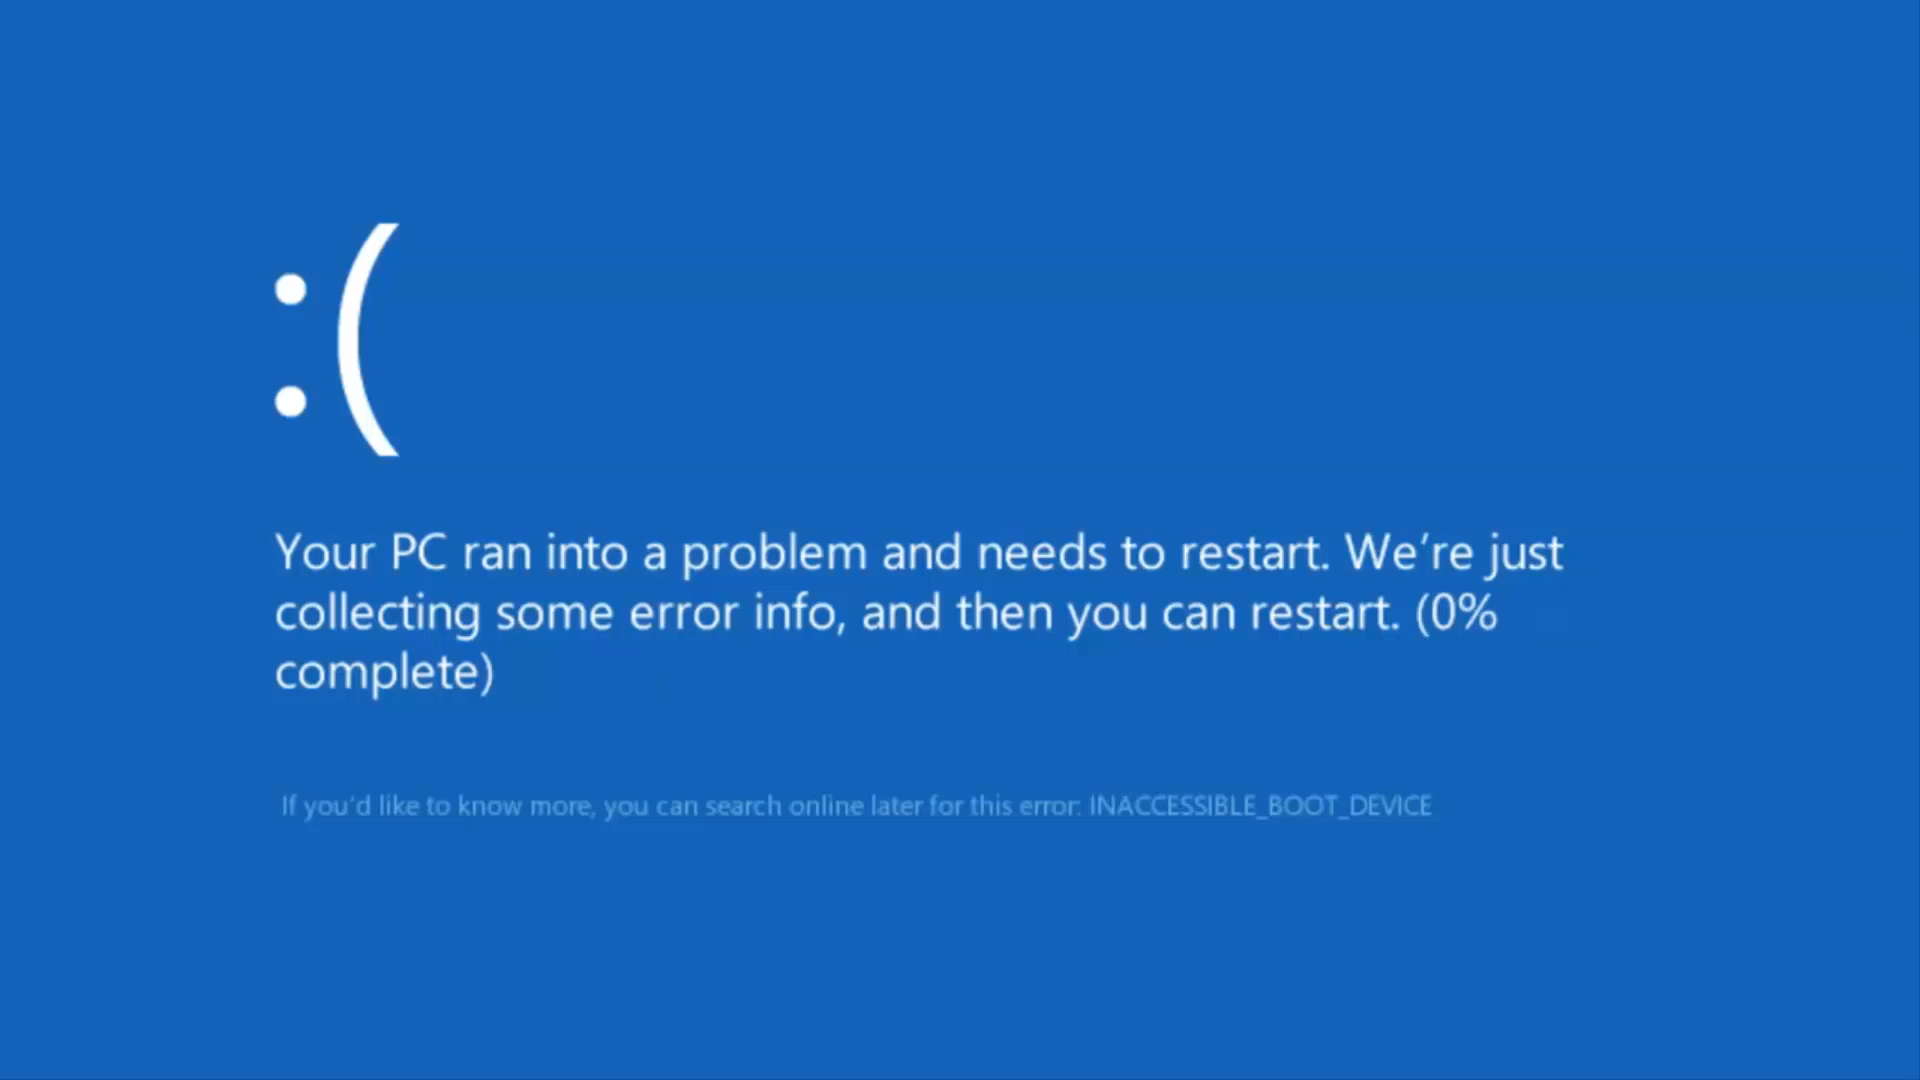 :(
Your PC ran into a problem and needs to restart. We’re just
collecting some error info, and then you can restart. (0%
complete)
If you’d like to know more, you can search online later for this error: INACCESSIBLE_BOOT_DEVICE